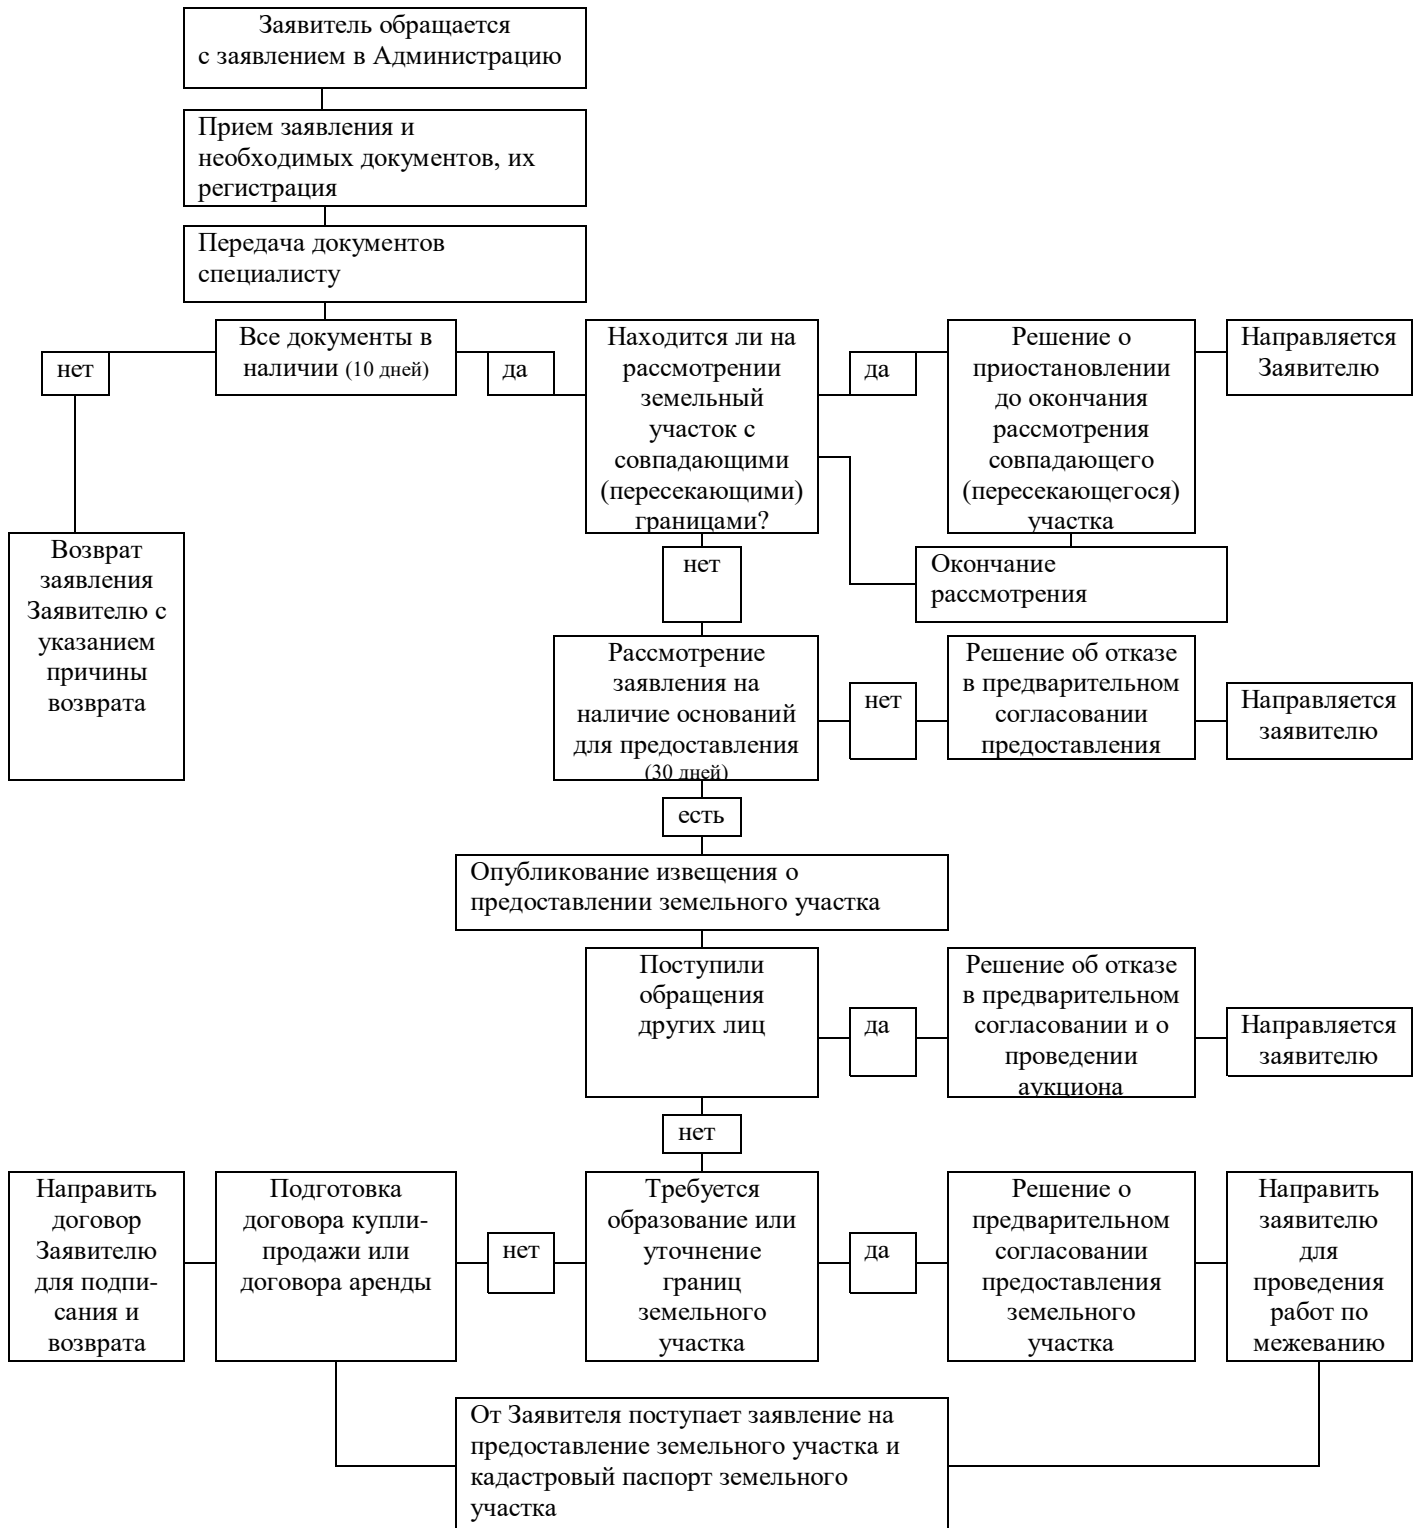 Заявитель обращается
с заявлением в Администрацию
Прием заявления и
необходимых документов, их
регистрация
Передача документов
специалисту
Все документы в
наличии (10 дней)
нет
да
Находится ли на
рассмотрении
земельный
участок с
совпадающими
(пересекающими)
границами?
да
Решение о
приостановлении
до окончания
рассмотрения
совпадающего
(пересекающегося)
участка
Направляется
Заявителю
Возврат
заявления
Заявителю с
указанием
причины
возврата
нет
Окончание
рассмотрения
Рассмотрение
заявления на
наличие оснований
для предоставления
(30 дней)
нет
Решение об отказе
в предварительном
согласовании
предоставления
Направляется
заявителю
есть
Опубликование извещения о
предоставлении земельного участка
Поступили
обращения
других лиц
да
Решение об отказе
в предварительном
согласовании и о
проведении
аукциона
Направляется
заявителю
нет
Направить
договор
Заявителю
для подпи-
сания и
возврата
Подготовка
договора купли-
продажи или
договора аренды
нет
Требуется
образование или
уточнение
границ
земельного
участка
да
Решение о
предварительном
согласовании
предоставления
земельного
участка
Направить
заявителю
для
проведения
работ по
межеванию
От Заявителя поступает заявление на
предоставление земельного участка и
кадастровый паспорт земельного
участка